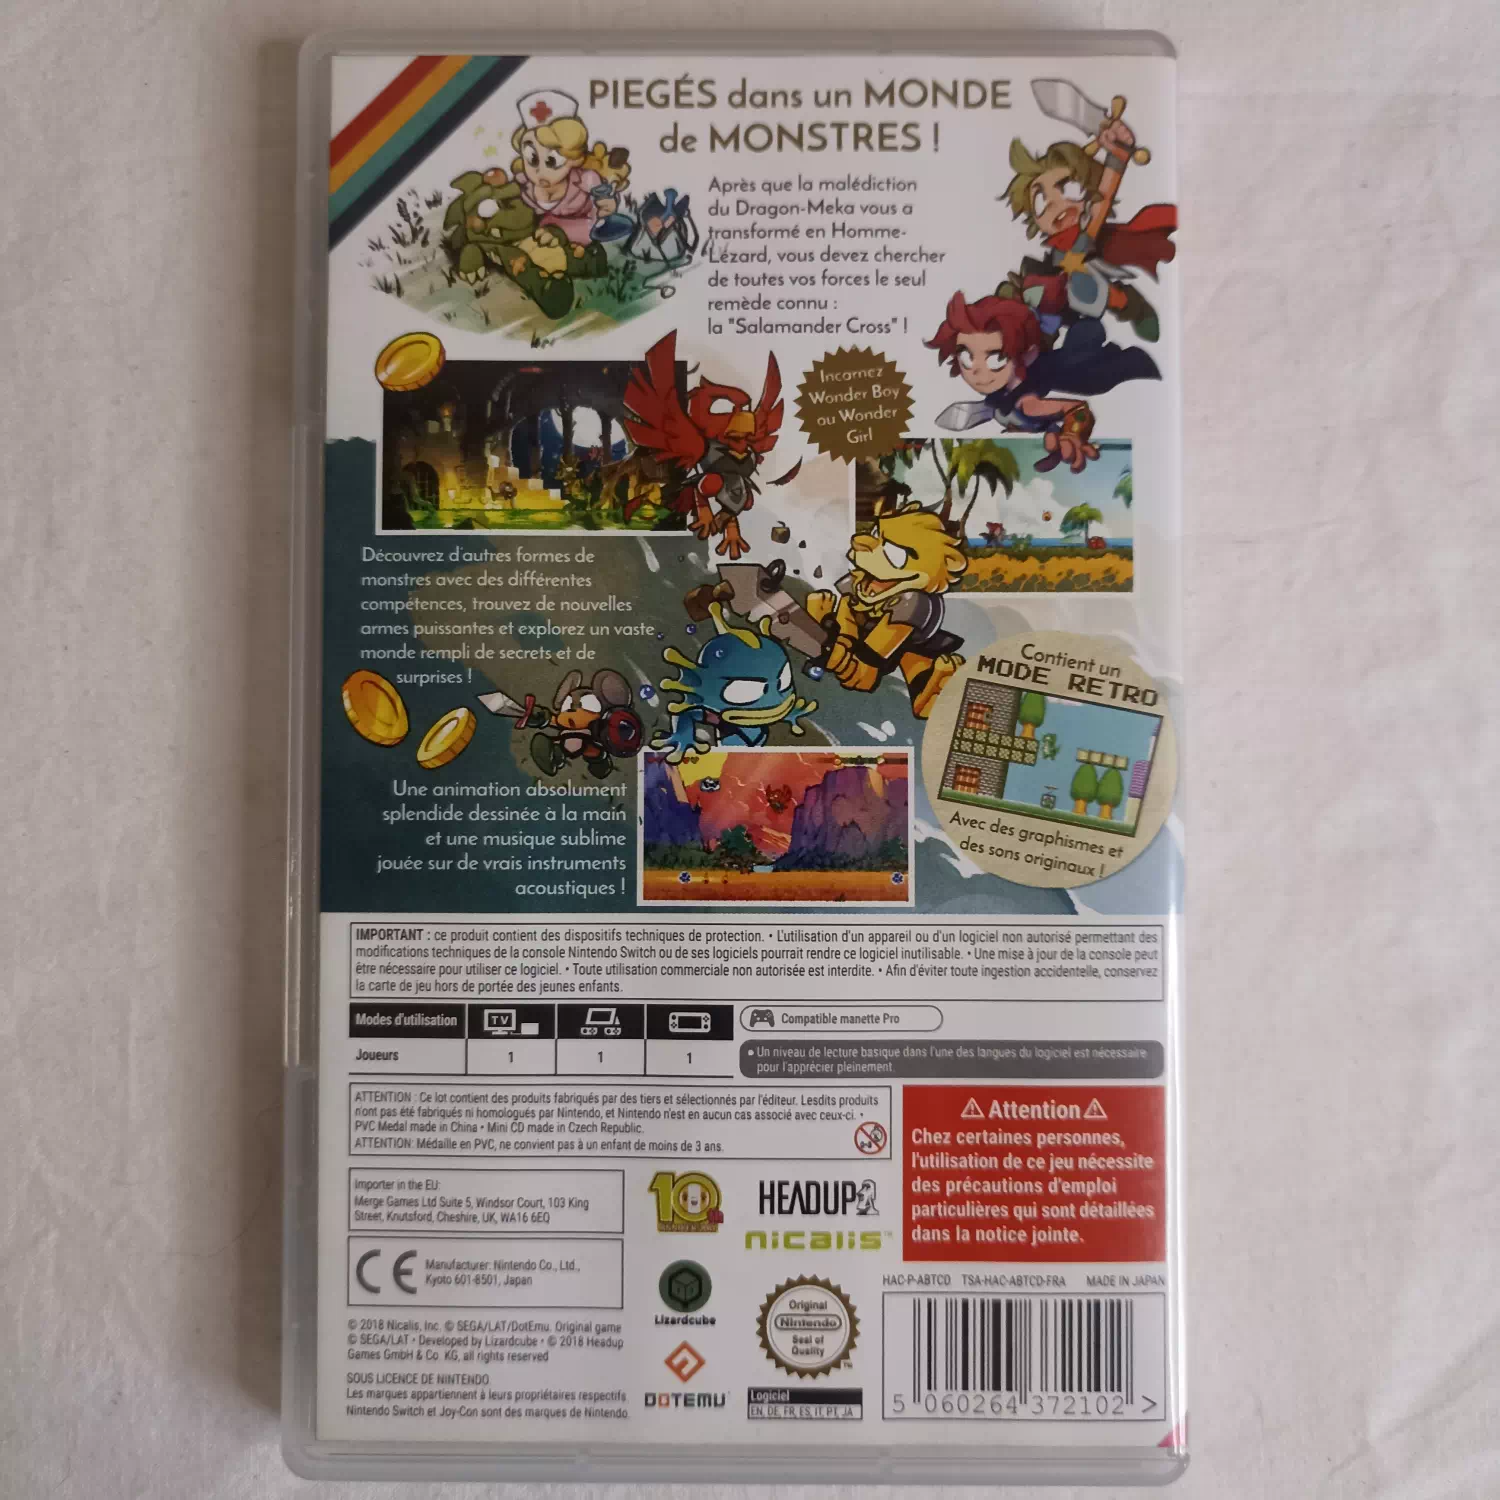 PIEGÉS dans un MONDE
de MONSTRES !
Après que la malédiction
du Dragon-Meka vous a
transformé en Homme-
Lézard, vous devez chercher
de toutes vos forces le seul
remède connu :
la "Salamander Cross" !
Incarnez
Wonder Boy
ou Wonder
Girl
Découvrez d'autres formes de
monstres avec des différentes
compétences, trouvez de nouvelles
armes puissantes et explorez un vaste
monde rempli de secrets et de
surprises !
Contient un
MODE RETRO
Avec des graphismes et
des sons originaux !
Une animation absolument
splendide dessinée à la main
et une musique sublime
jouée sur de vrais instruments
acoustiques !
IMPORTANT : ce produit contient des dispositifs techniques de protection. • L'utilisation d'un appareil ou d'un logiciel non autorisé permettant des
modifications techniques de la console Nintendo Switch ou de ses logiciels pourrait rendre ce logiciel inutilisable. • Une mise à jour de la console peut
être nécessaire pour utiliser ce logiciel. • Toute utilisation commerciale non autorisée est interdite. • Afin d'éviter toute ingestion accidentelle, conservez
la carte de jeu hors de portée des jeunes enfants.
Modes d'utilisation
TV
Compatible manette Pro
Joueurs
1
1
1
• Un niveau de lecture basique dans l'une des langues du logiciel est nécessaire
pour l'apprécier pleinement.
ATTENTION : Ce lot contient des produits fabriqués par des tiers et sélectionnés par l'éditeur. Lesdits produits
n'ont pas été fabriqués ni homologués par Nintendo, et Nintendo n'est en aucun cas associé avec ceux-ci. •
PVC Medal made in China • Mini CD made in Czech Republic.
ATTENTION: Médaille en PVC, ne convient pas à un enfant de moins de 3 ans.
Attention
Chez certaines personnes,
l'utilisation de ce jeu nécessite
des précautions d'emploi
particulières qui sont détaillées
dans la notice jointe.
Importer in the EU:
Merge Games Ltd Suite 5, Windsor Court, 103 King
Street, Knutsford, Cheshire, UK, WA16 6EQ
10th
ANNIVERSARY
HEADUP
nicalis™
CE
Manufacturer: Nintendo Co., Ltd.,
Kyoto 601-8501, Japan
Lizardcube
DOTEMU
Original
Nintendo
Seal of
Quality
TM
HAC-P-ABTCD TSA-HAC-ABTCD-FRA MADE IN JAPAN
© 2018 Nicalis, Inc. © SEGA/LAT/DotEmu. Original game
© SEGA/LAT • Developed by Lizardcube • © 2018 Headup
Games GmbH & Co. KG, all rights reserved
SOUS LICENCE DE NINTENDO
Les marques appartiennent à leurs propriétaires respectifs.
Nintendo Switch et Joy-Con sont des marques de Nintendo.
Logiciel
EN, DE, FR, ES, IT, PT, JA
5 060264 372102 >